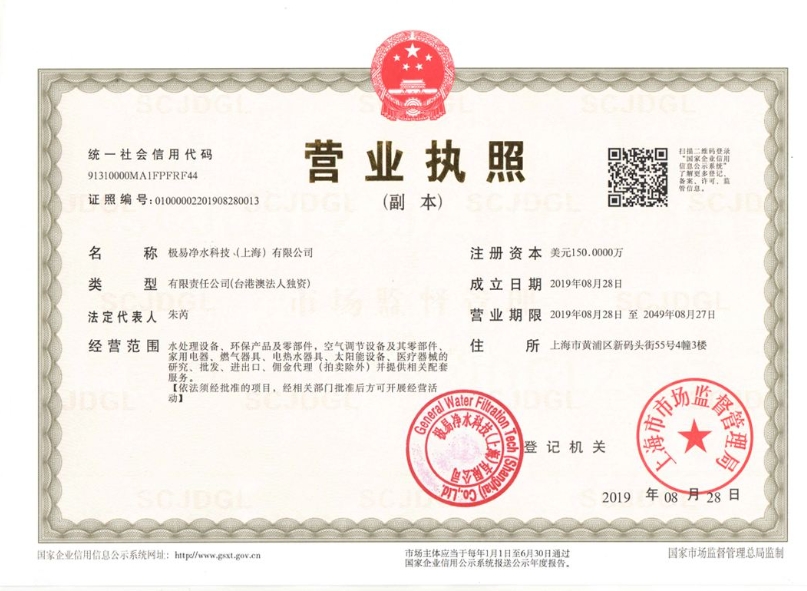 统一社会信用代码
91310000MA1FPFRF44
证照编号:01000002201908280013
营业执照
(副 本)
扫描二维码登录
"国家企业信用
信息公示系统"
了解更多登记、
备案、许可、监
管信息。
名 称 极易净水科技(上海)有限公司
类 型 有限责任公司(台港澳法人独资)
法定代表人 朱芮
经营范围 水处理设备、环保产品及零部件,空气调节设备及其零部件,
家用电器、燃气器具、电热水器具、太阳能设备、医疗器械的
研究、批发、进出口、佣金代理(拍卖除外)并提供相关配套
服务。
【依法须经批准的项目,经相关部门批准后方可开展经营活
动】
注册资本 美元150.0000万
成立日期 2019年08月28日
营业期限 2019年08月28日 至 2049年08月27日
住 所 上海市黄浦区新码头街55号4幢3楼
General Water Filtration Tech (Shanghai) Co.,Ltd
极易净水科技(上海)有限公司
登记机关
上海市市场监督管理局
2019 年 08 月 28 日
国家企业信用信息公示系统网址:http://www.gsxt.gov.cn
市场主体应当于每年1月1日至6月30日通过
国家企业信用公示系统报送公示年度报告。
国家市场监督管理总局监制
SCJDGL